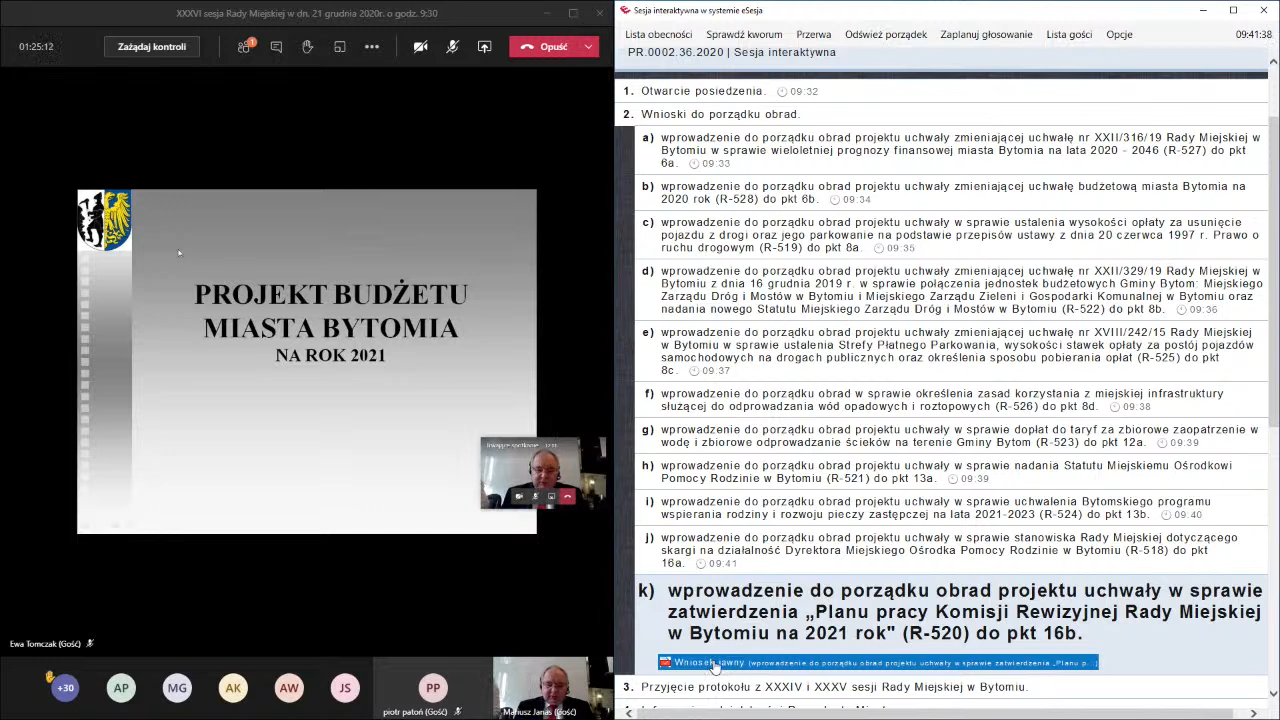 XXXVI sesja Rady Miejskiej w dn. 21 grudnia 2020r. o godz. 9:30
01:25:12
Zażądaj kontroli
1
Opuść
PROJEKT BUDŻETU
MIASTA BYTOMIA
NA ROK 2021
Ewa Tomczak (Gość)
+30
AP
MG
AK
AW
JS
PP
piotr patoń (Gość)
Mariusz Janas (Gość)
Sesja interaktywna w systemie eSesja
Lista obecności
Sprawdź kworum
Przerwa
Odśwież porządek
Zaplanuj głosowanie
Lista gości
Opcje
09:41:38
PR.0002.36.2020 | Sesja interaktywna
1. Otwarcie posiedzenia. 09:32
2. Wnioski do porządku obrad.
a) wprowadzenie do porządku obrad projektu uchwały zmieniającej uchwałę nr XXII/316/19 Rady Miejskiej w
Bytomiu w sprawie wieloletniej prognozy finansowej miasta Bytomia na lata 2020 - 2046 (R-527) do pkt
6a. 09:33
b) wprowadzenie do porządku obrad projektu uchwały zmieniającej uchwałę budżetową miasta Bytomia na
2020 rok (R-528) do pkt 6b. 09:34
c) wprowadzenie do porządku obrad projektu uchwały w sprawie ustalenia wysokości opłaty za usunięcie
pojazdu z drogi oraz jego parkowanie na podstawie przepisów ustawy z dnia 20 czerwca 1997 r. Prawo o
ruchu drogowym (R-519) do pkt 8a. 09:35
d) wprowadzenie do porządku obrad projektu uchwały zmieniającej uchwałę nr XXII/329/19 Rady Miejskiej w
Bytomiu z dnia 16 grudnia 2019 r. w sprawie połączenia jednostek budżetowych Gminy Bytom: Miejskiego
Zarządu Dróg i Mostów w Bytomiu i Miejskiego Zarządu Zieleni i Gospodarki Komunalnej w Bytomiu oraz
nadania nowego Statutu Miejskiego Zarządu Dróg i Mostów w Bytomiu (R-522) do pkt 8b. 09:36
e) wprowadzenie do porządku obrad projektu uchwały zmieniającej uchwałę nr XVIII/242/15 Rady Miejskiej
w Bytomiu w sprawie ustalenia Strefy Płatnego Parkowania, wysokości stawek opłaty za postój pojazdów
samochodowych na drogach publicznych oraz określenia sposobu pobierania opłat (R-525) do pkt
8c. 09:37
f) wprowadzenie do porządku obrad w sprawie określenia zasad korzystania z miejskiej infrastruktury
służącej do odprowadzania wód opadowych i roztopowych (R-526) do pkt 8d. 09:38
g) wprowadzenie do porządku obrad projektu uchwały w sprawie dopłat do taryf za zbiorowe zaopatrzenie w
wodę i zbiorowe odprowadzanie ścieków na terenie Gminy Bytom (R-523) do pkt 12a.
h) wprowadzenie do porządku obrad projektu uchwały w sprawie nadania Statutu Miejskiemu Ośrodkowi
Pomocy Rodzinie w Bytomiu (R-521) do pkt 13a. 09:39
i) wprowadzenie do porządku obrad projektu uchwały w sprawie uchwalenia Bytomskiego programu
wspierania rodziny i rozwoju pieczy zastępczej na lata 2021-2023 (R-524) do pkt 13b. 09:40
j) wprowadzenie do porządku obrad projektu uchwały w sprawie stanowiska Rady Miejskiej dotyczącego
skargi na działalność Dyrektora Miejskiego Ośrodka Pomocy Rodzinie w Bytomiu (R-518) do pkt
16a. 09:41
k) wprowadzenie do porządku obrad projektu uchwały w sprawie
zatwierdzenia „Planu pracy Komisji Rewizyjnej Rady Miejskiej
w Bytomiu na 2021 rok" (R-520) do pkt 16b.
Wniosek jawny (wprowadzenie do porządku obrad projektu uchwały w sprawie zatwierdzenia „Planu p... )
3. Przyjęcie protokołu z XXXIV i XXXV sesji Rady Miejskiej w Bytomiu.